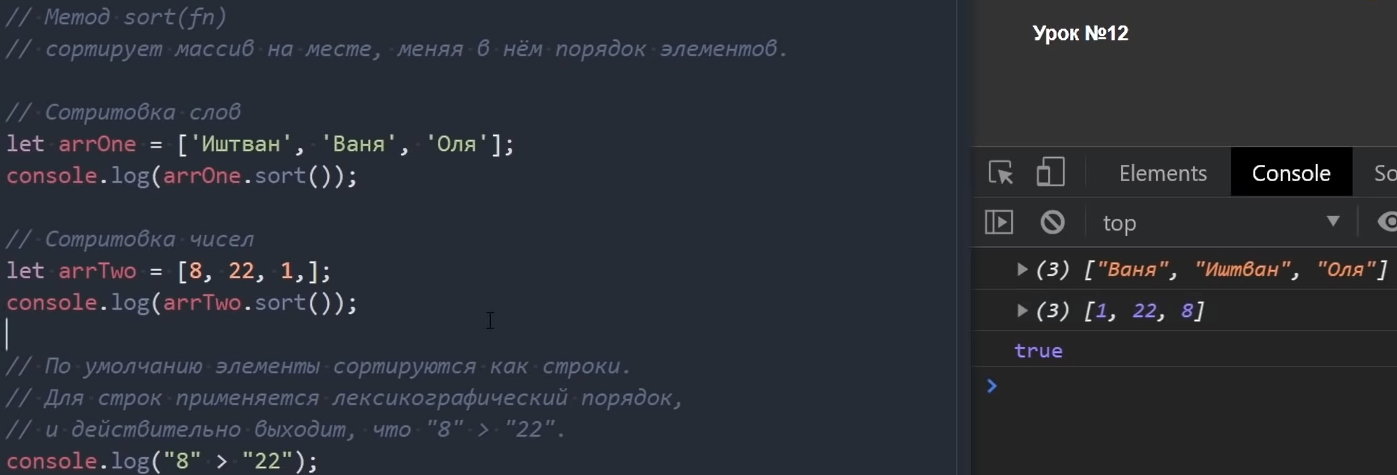 // Метод sort(fn)
// сортирует массив на месте, меняя в нём порядок элементов.
// Сотритовка слов
let arrOne = ['Иштван', 'Ваня', 'Оля'];
console.log(arrOne.sort());
// Сотритовка чисел
let arrTwo = [8, 22, 1,];
console.log(arrTwo.sort());
// По умолчанию элементы сортируются как строки.
// Для строк применяется лексикографический порядок,
// и действительно выходит, что "8" > "22".
console.log("8" > "22");
Урок №12
Elements Console So
top
(3) ["Ваня", "Иштван", "Оля"]
(3) [1, 22, 8]
true